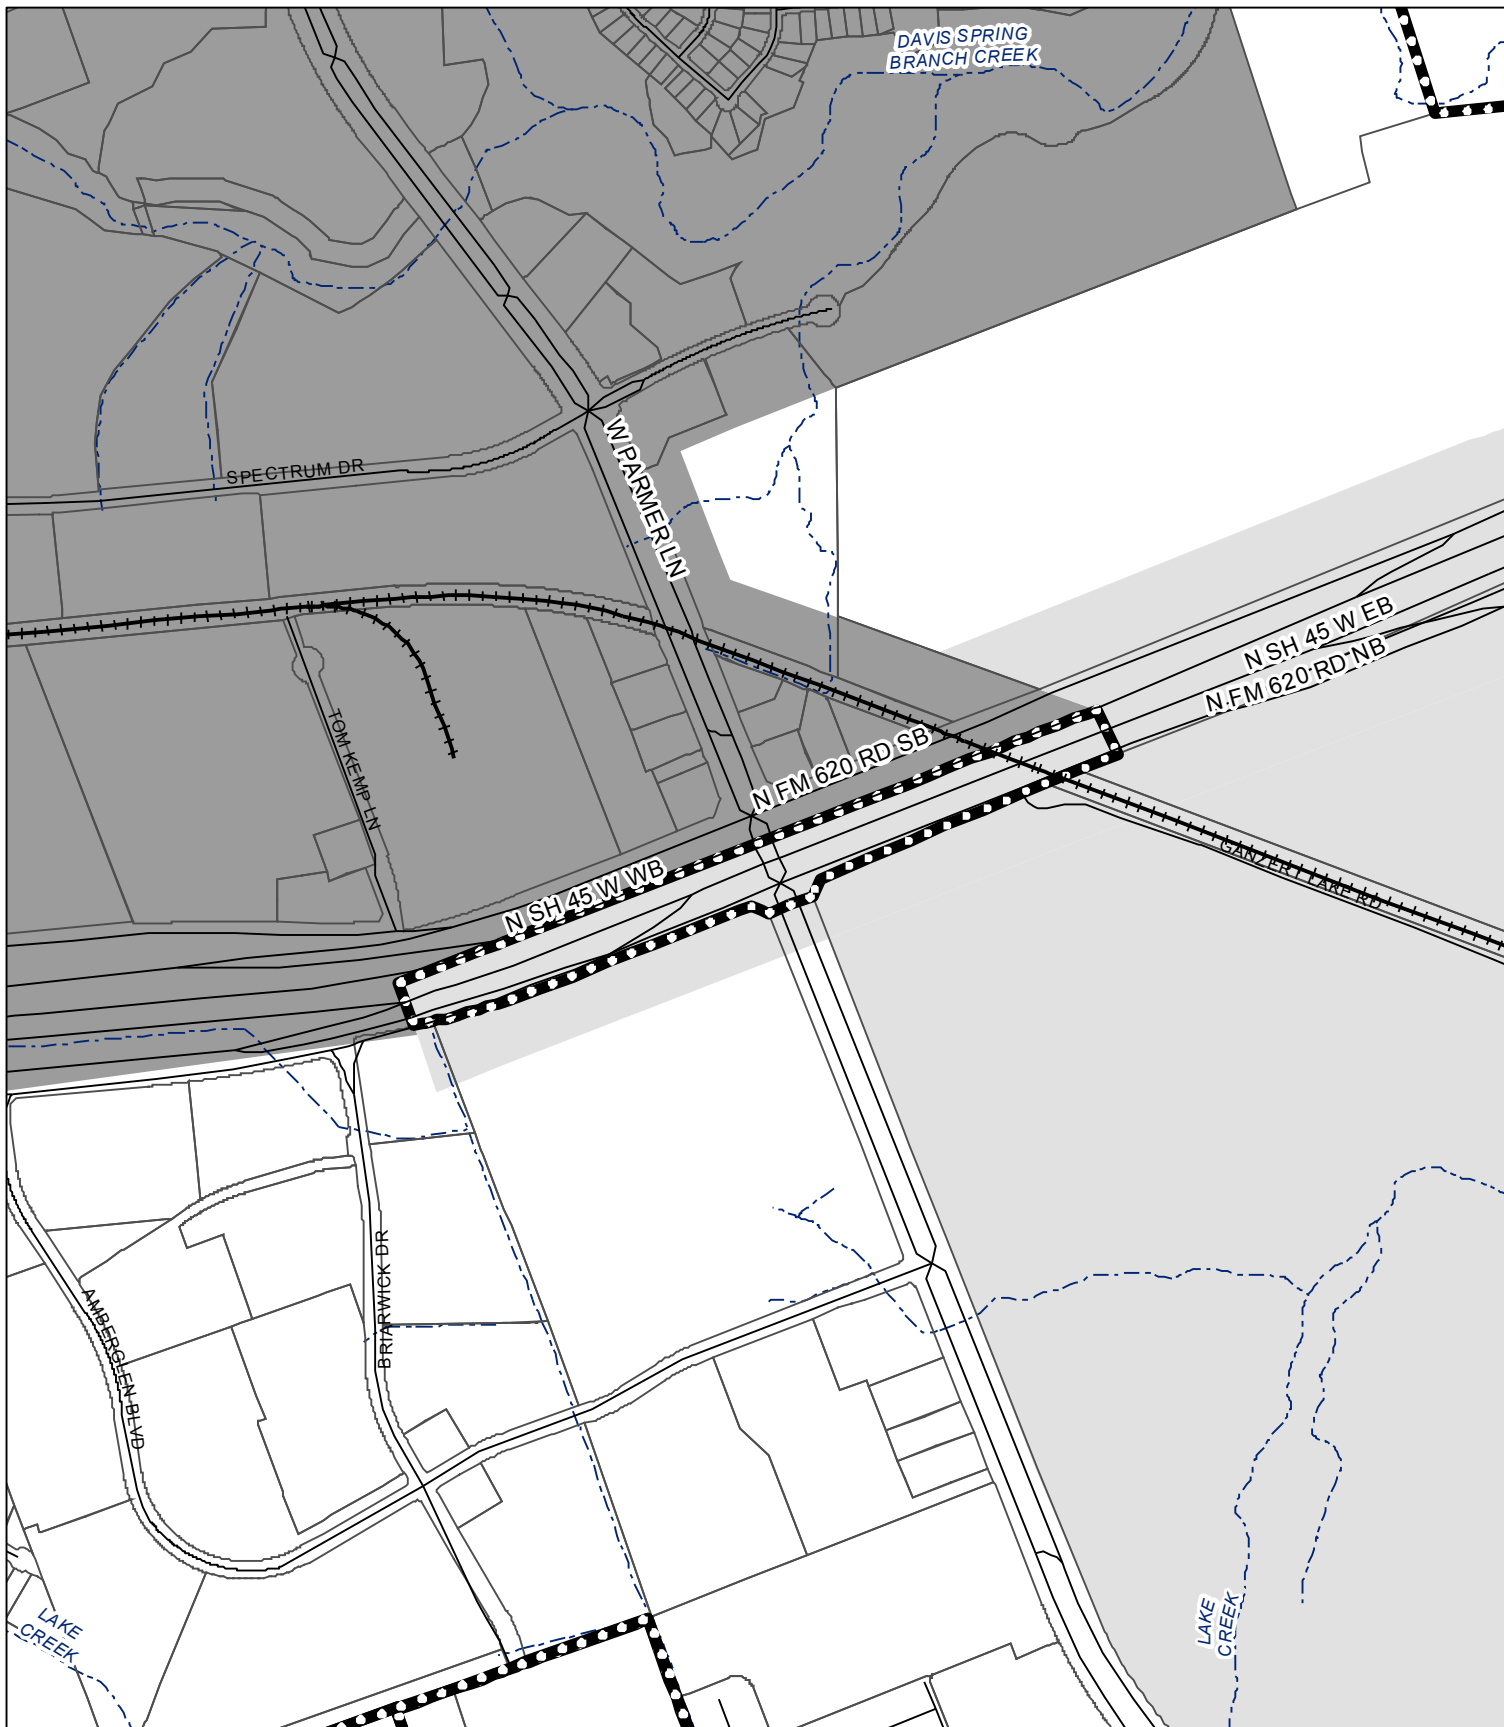 DAVIS SPRING
BRANCH CREEK
W PARMER LN
SPECTRUM DR
N SH 45 W EB
N FM 620 RD NB
TOM KEMP LN
N FM 620 RD SB
GANZERT LAKE RD
N SH 45 W WB
BRIARWICK DR
AMBERGLEN BLVD
LAKE
CREEK
LAKE
CREEK